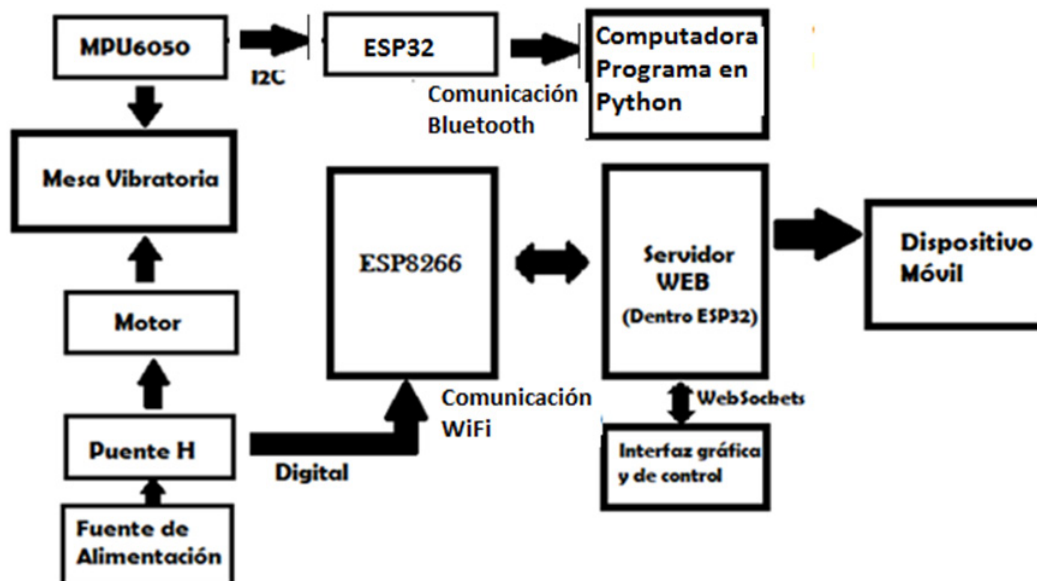 MPU6050
I2C
ESP32
Comunicación
Bluetooth
Computadora
Programa en
Python
Mesa Vibratoria
Motor
Puente H
Fuente de
Alimentación
Digital
ESP8266
Comunicación
WiFi
Servidor
WEB
(Dentro ESP32)
WebSockets
Interfaz gráfica
y de control
Dispositivo
Móvil